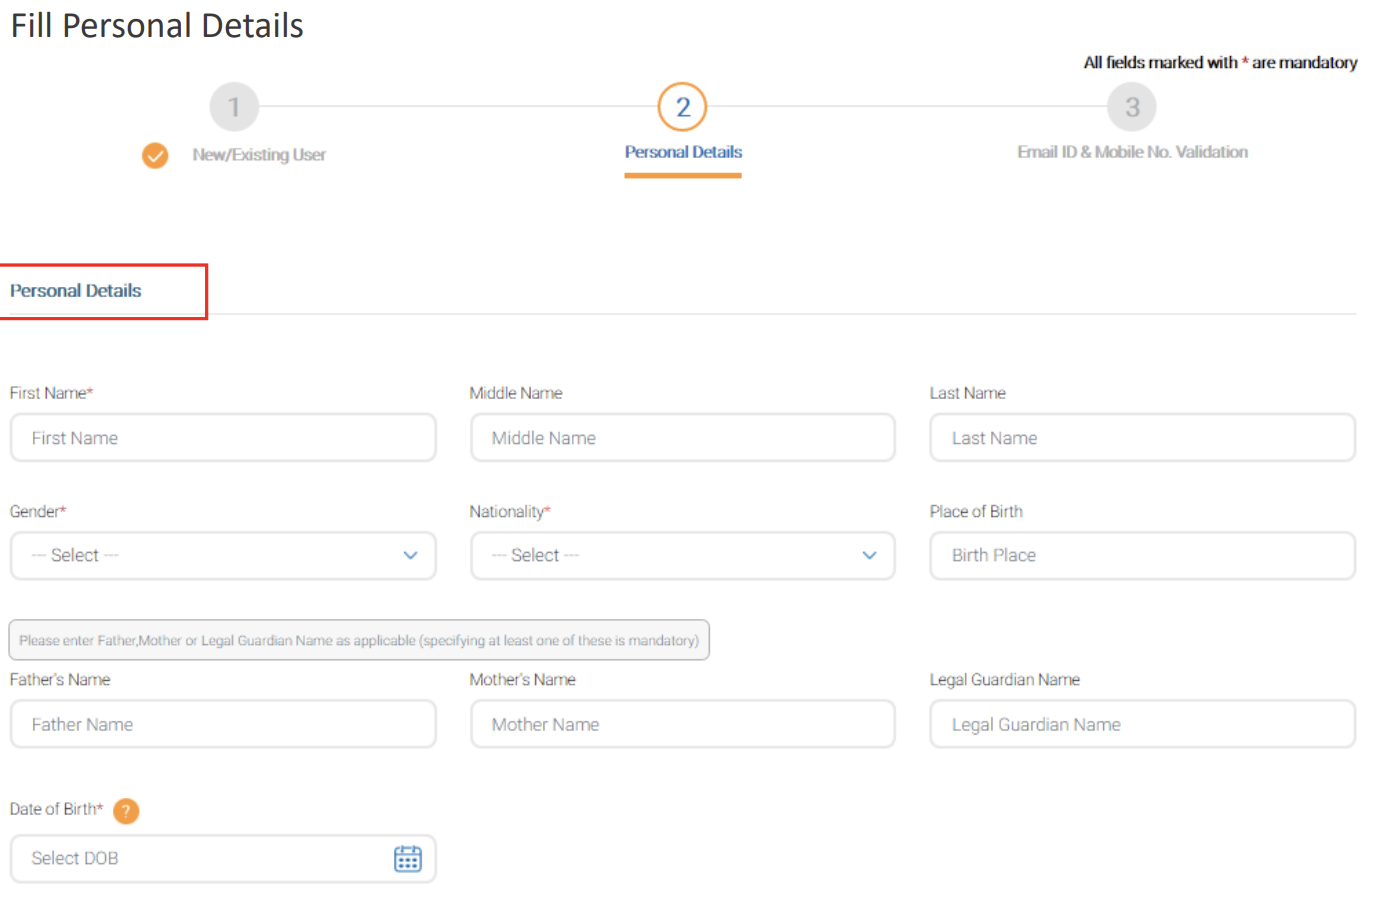 Fill Personal Details
All fields marked with * are mandatory
1
2
3
New/Existing User
Personal Details
Email ID & Mobile No. Validation
Personal Details
First Name*
Middle Name
Last Name
First Name
Middle Name
Last Name
Gender*
Nationality*
Place of Birth
--- Select ---
--- Select ---
Birth Place
Please enter Father,Mother or Legal Guardian Name as applicable (specifying at least one of these is mandatory)
Father's Name
Mother's Name
Legal Guardian Name
Father Name
Mother Name
Legal Guardian Name
Date of Birth* ?
Select DOB